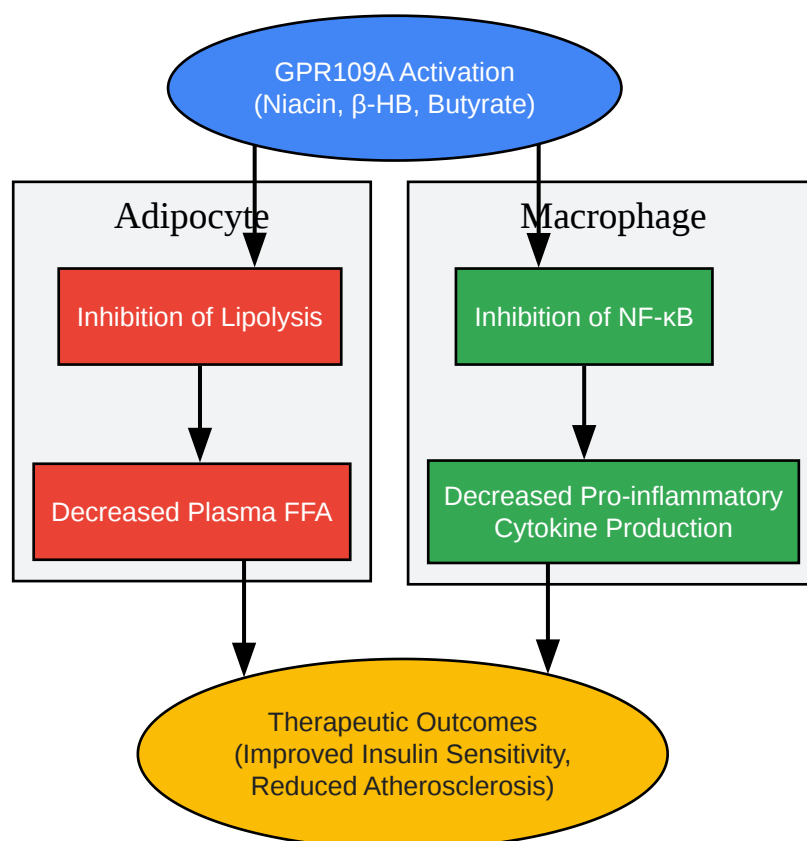 GPR109A Activation
(Niacin, β-HB, Butyrate)
Adipocyte
Macrophage
Inhibition of Lipolysis
Inhibition of NF-κB
Decreased Plasma FFA
Decreased Pro-inflammatory
Cytokine Production
Therapeutic Outcomes
(Improved Insulin Sensitivity,
Reduced Atherosclerosis)